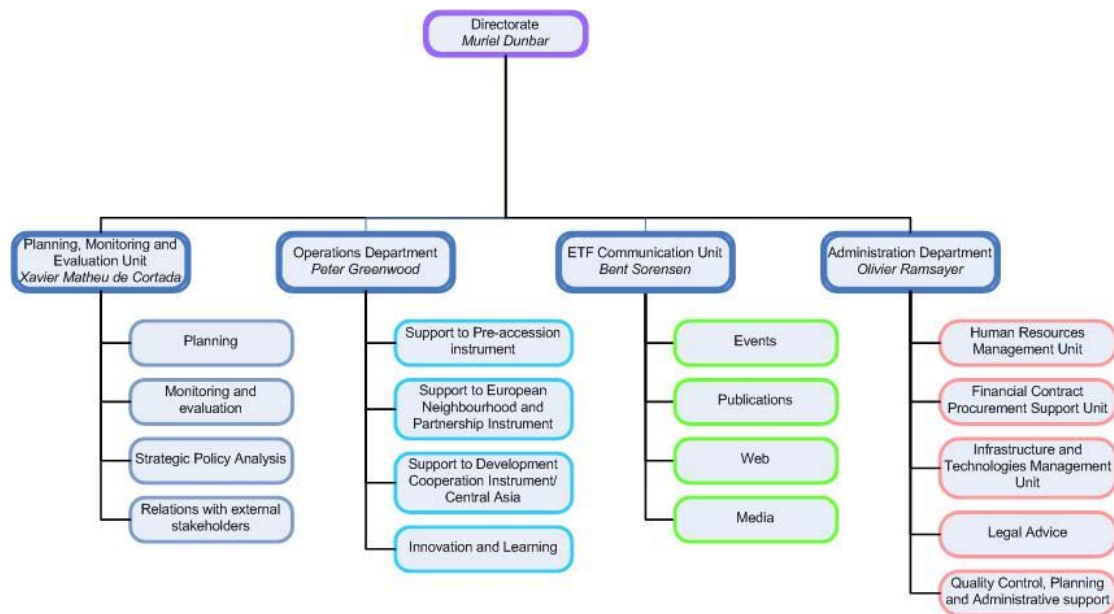 Directorate
Muriel Dunbar
Planning, Monitoring and
Evaluation Unit
Xavier Matheu de Cortada
Operations Department
Peter Greenwood
ETF Communication Unit
Bent Sorensen
Administration Department
Olivier Ramsayer
Planning
Monitoring and
evaluation
Strategic Policy Analysis
Relations with external
stakeholders
Support to Pre-accession
instrument
Support to European
Neighbourhood and
Partnership Instrument
Support to Development
Cooperation Instrument/
Central Asia
Innovation and Learning
Events
Publications
Web
Media
Human Resources
Management Unit
Financial Contract
Procurement Support Unit
Infrastructure and
Technologies Management
Unit
Legal Advice
Quality Control, Planning
and Administrative support